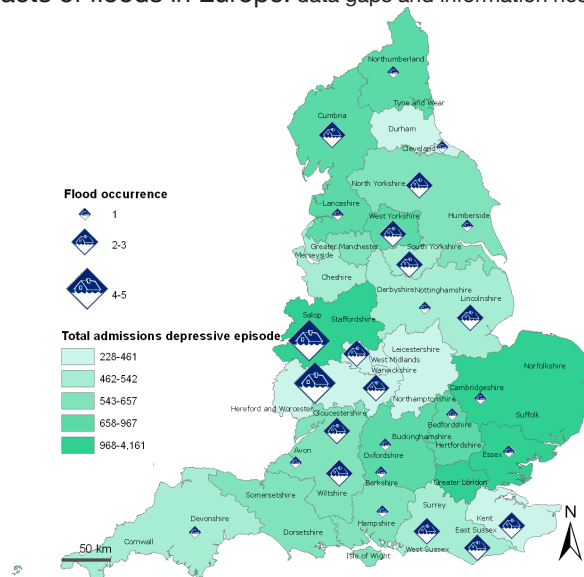 acts of floods in Europe: data gaps and information nee
Northumberland
Tyne and Wear
Cumbria
Durham
Cleveland
North Yorkshire
Lancashire
West Yorkshire
Humberside
Greater Manchester
South Yorkshire
Merseyside
Cheshire
Derbyshire
Nottinghamshire
Lincolnshire
Salop
Staffordshire
Leicestershire
Norfolkshire
West Midlands
Warwickshire
Cambridgeshire
Northamptonshire
Suffolk
Hereford and Worcester
Gloucestershire
Bedfordshire
Buckinghamshire
Hertfordshire
Essex
Avon
Oxfordshire
Berkshire
Greater London
Wiltshire
Somersetshire
Surrey
Kent
Hampshire
East Sussex
Devonshire
Dorsetshire
West Sussex
Cornwall
Isle of Wight
Flood occurrence
1
2-3
4-5
Total admissions depressive episode
228-461
462-542
543-657
658-967
968-4,161
50 km
N